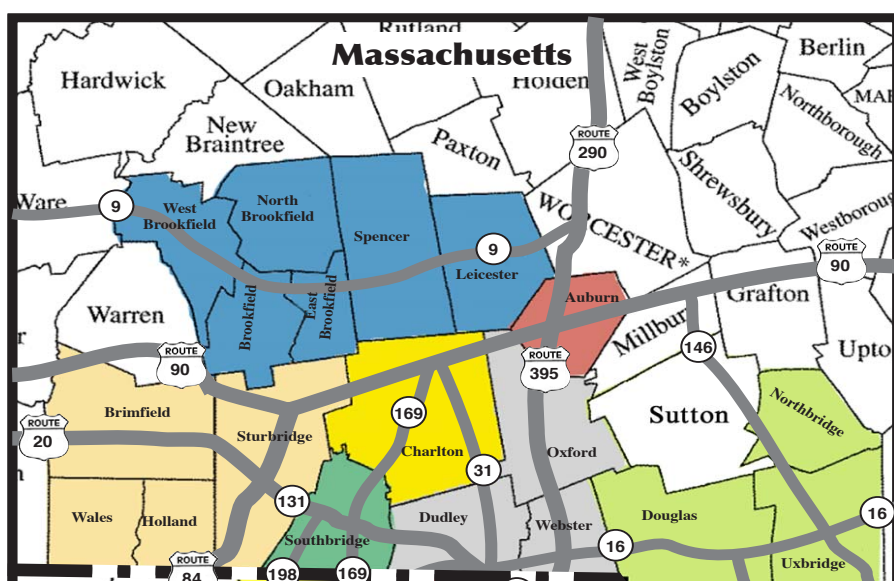 Rutland
Massachusetts
Berlin
Hardwick
Oakham
Holden
West
Boylston
Boylston
Northborough
New
Braintree
Paxton
ROUTE
290
Shrewsbury
Ware
9
West
Brookfield
North
Brookfield
Spencer
WORCESTER*
9
Leicester
ROUTE
90
Auburn
Grafton
East
Brookfield
Brookfield
Warren
146
ROUTE
90
ROUTE
395
Brimfield
169
Sutton
Northbridge
ROUTE
20
Sturbridge
Charlton
Oxford
31
131
Wales
Holland
Dudley
Webster
Douglas
16
Southbridge
16
Uxbridge
ROUTE
84
198
169